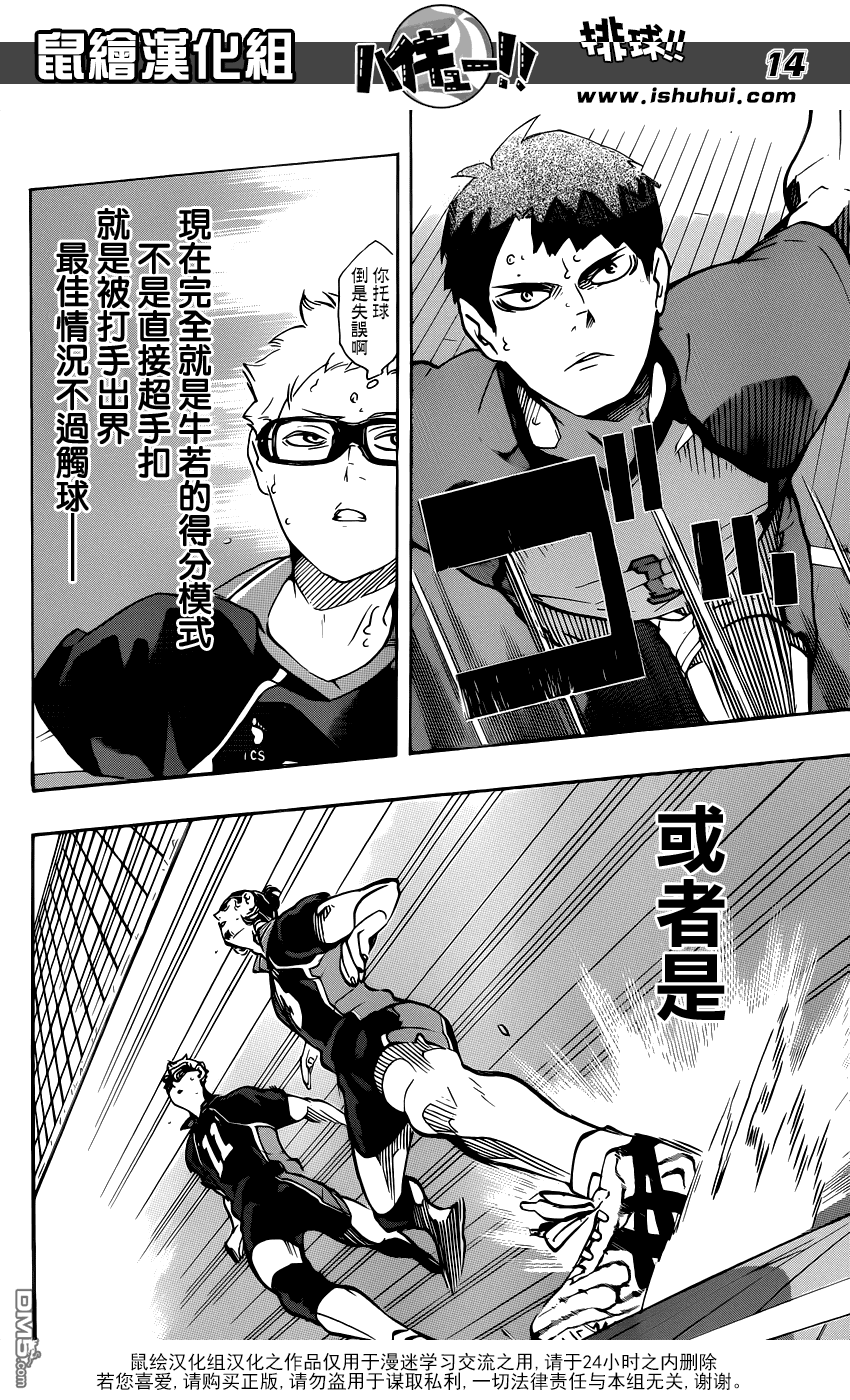 鼠繪漢化組
ハイキュー!!
排球!!
14
www.ishuhui.com
你托球
倒是失誤啊
現在完全就是牛若的得分模式
不是直接超手扣
就是被打手出界
最佳情況不過觸球——
ゴ
ICS
或者是
11
DM5
鼠绘汉化组汉化之作品仅用于漫迷学习交流之用, 请于24小时之内删除
若您喜爱, 请购买正版, 请勿盗用于谋取私利, 一切法律责任与本组无关, 谢谢。